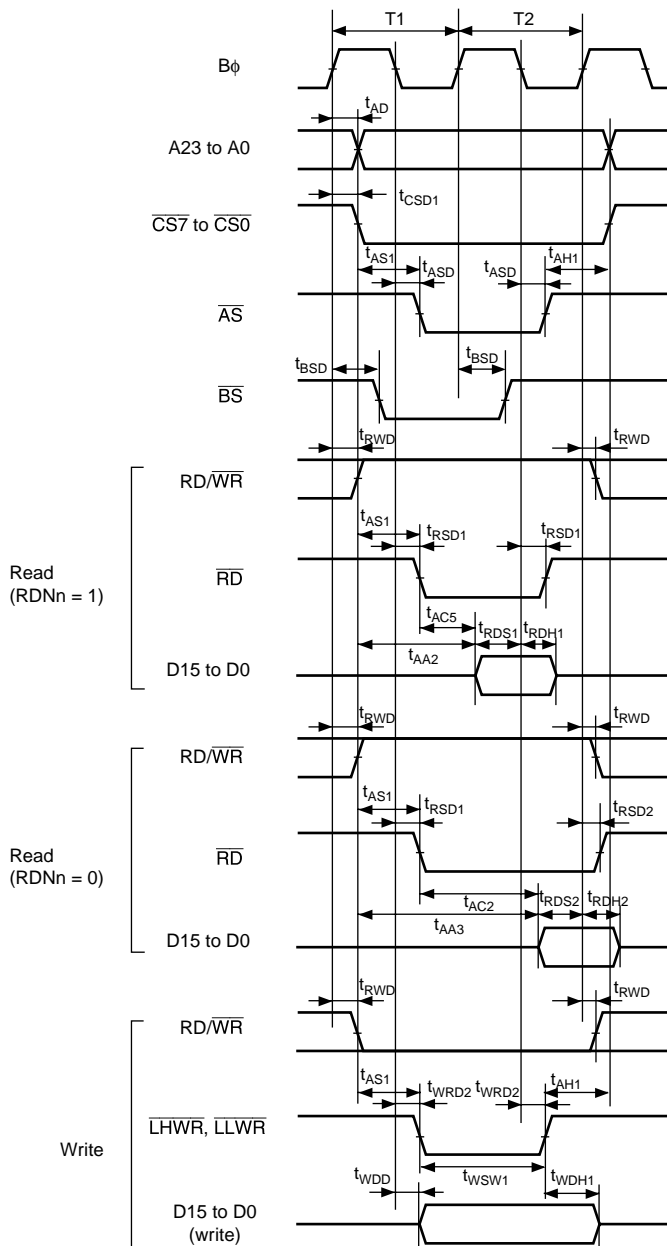 T1 T2
Bϕ
tAD
A23 to A0
tCSD1
CS7 to CS0
tAS1 tASD tASD tAH1
AS
tBSD tBSD
BS
tRWD tRWD
RD/WR
tAS1 tRSD1 tRSD1
Read
(RDNn = 1)
RD
tAC5 tRDS1 tRDH1
tAA2
D15 to D0
tRWD tRWD
RD/WR
tAS1 tRSD1 tRSD2
Read
(RDNn = 0)
RD
tAC2 tRDS2 tRDH2
tAA3
D15 to D0
tRWD tRWD
RD/WR
tAS1 tWRD2 tWRD2 tAH1
Write
LHWR, LLWR
tWDD tWSW1 tWDH1
D15 to D0
(write)